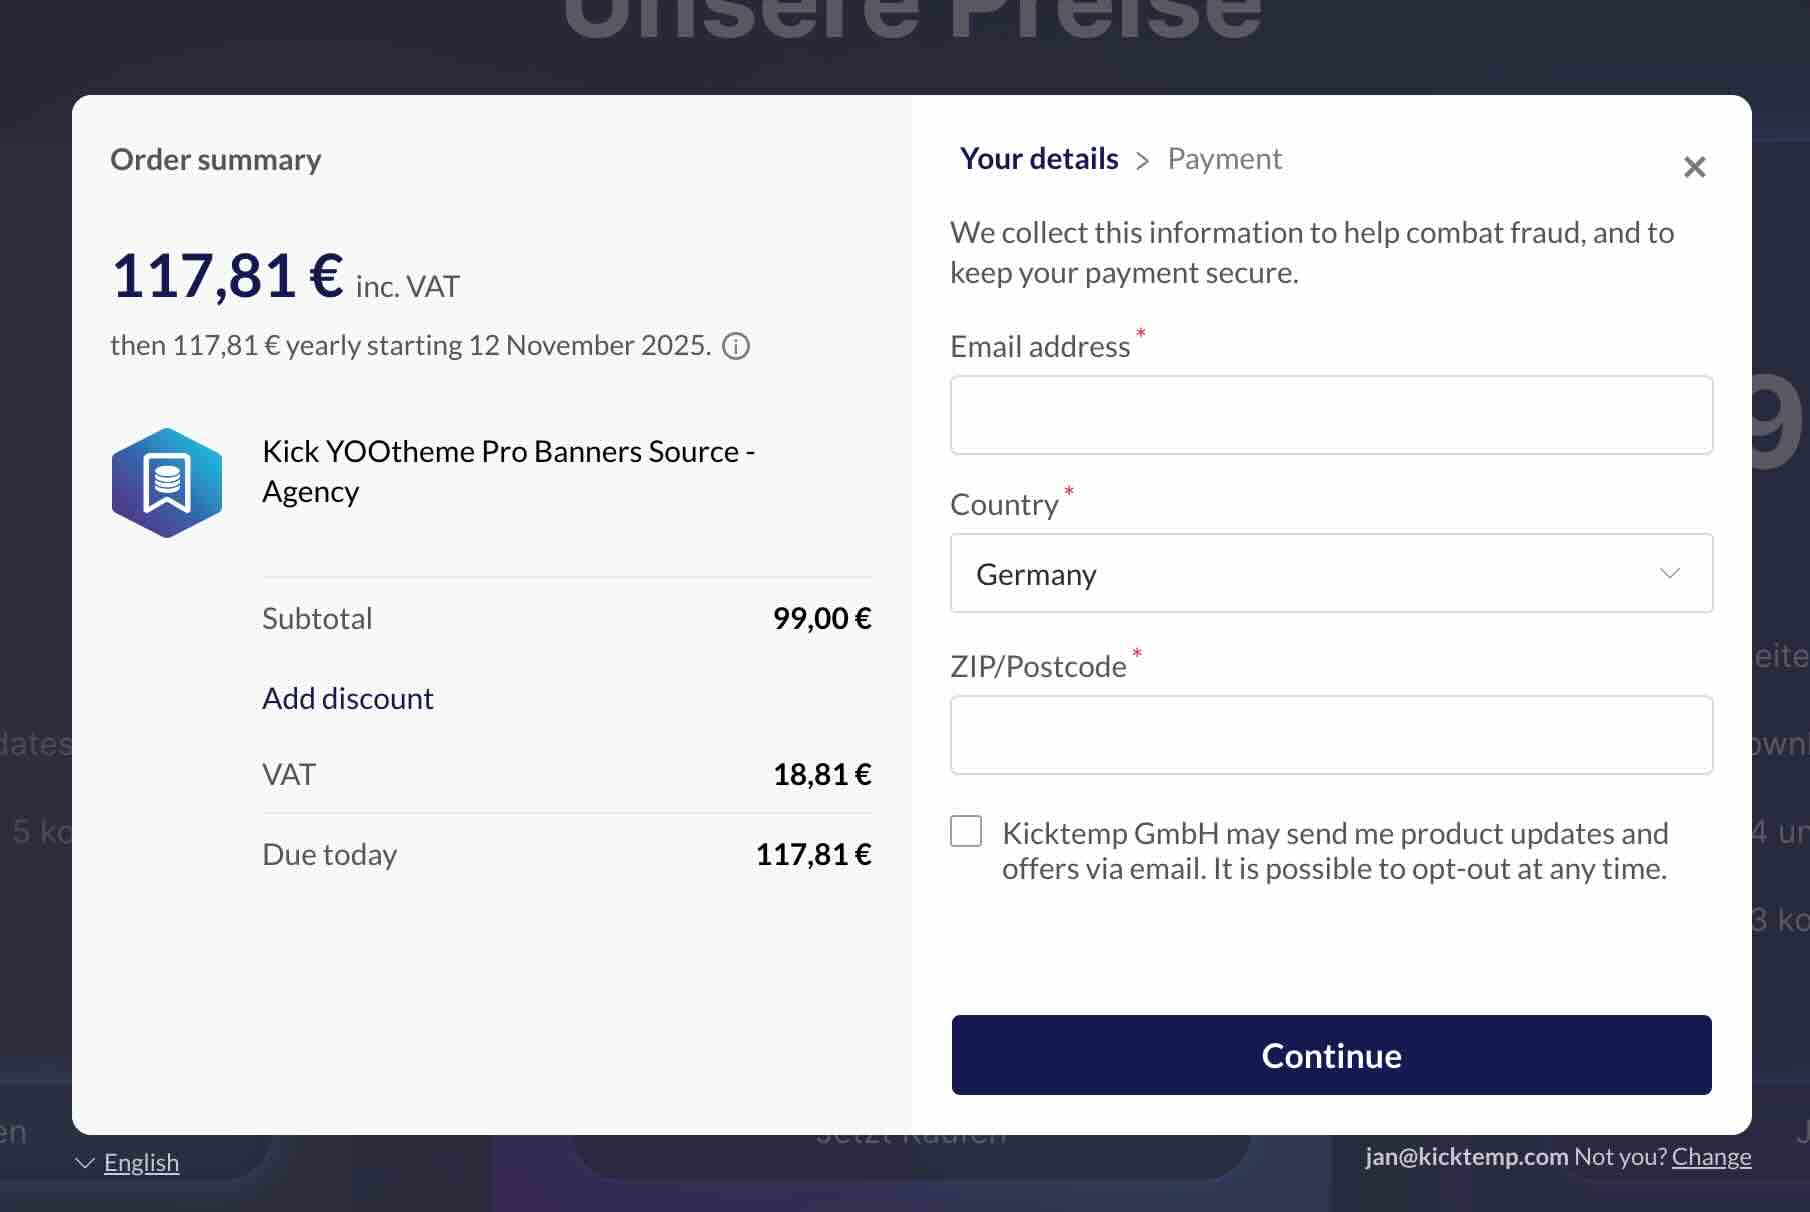 Unsere Preise
Order summary
117,81 € inc. VAT
then 117,81 € yearly starting 12 November 2025.
Kick YOOtheme Pro Banners Source -
Agency
Subtotal 99,00 €
Add discount
VAT 18,81 €
Due today 117,81 €
Your details > Payment
We collect this information to help combat fraud, and to
keep your payment secure.
Email address *
Country *
Germany
ZIP/Postcode *
Kicktemp GmbH may send me product updates and
offers via email. It is possible to opt-out at any time.
Continue
Jetzt Kaufen
English
jan@kicktemp.com Not you? Change